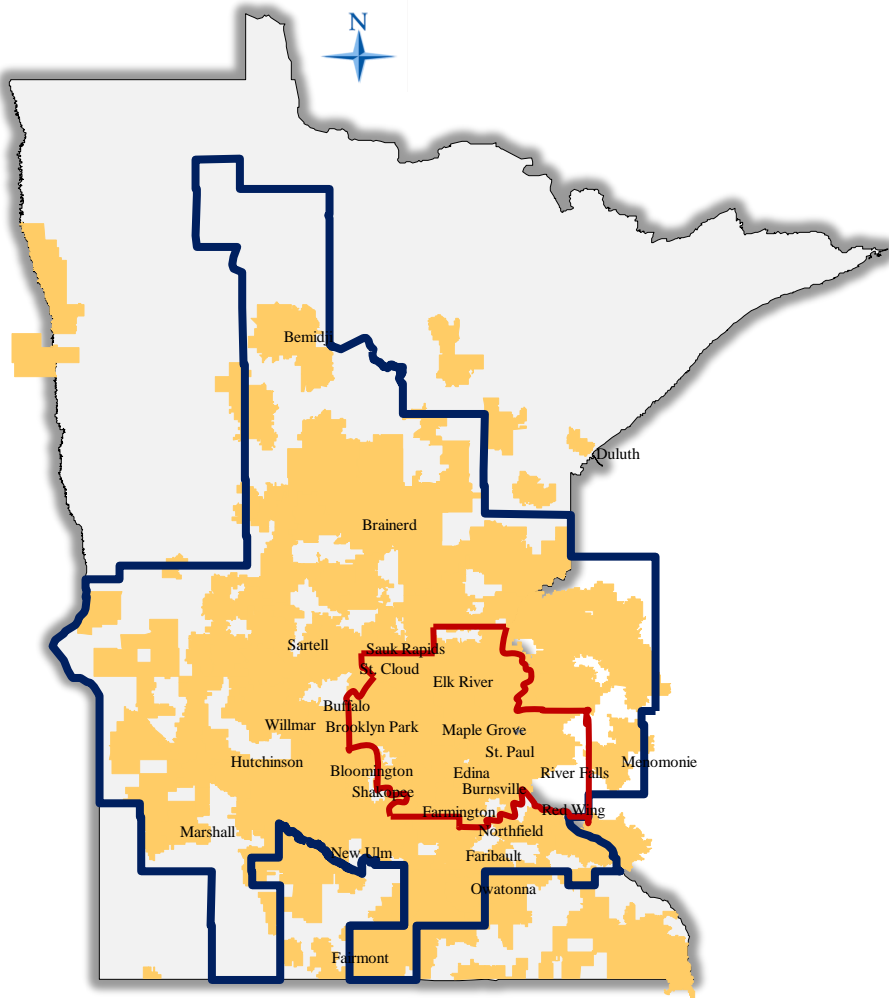 N
Bemidji
Duluth
Brainerd
Sartell
Sauk Rapids
St. Cloud
Elk River
Buffalo
Willmar
Brooklyn Park
Maple Grove
St. Paul
Hutchinson
Bloomington
Edina
River Falls
Menomonie
Shakopee
Burnsville
Farmington
Red Wing
Marshall
Northfield
New Ulm
Faribault
Owatonna
Fairmont